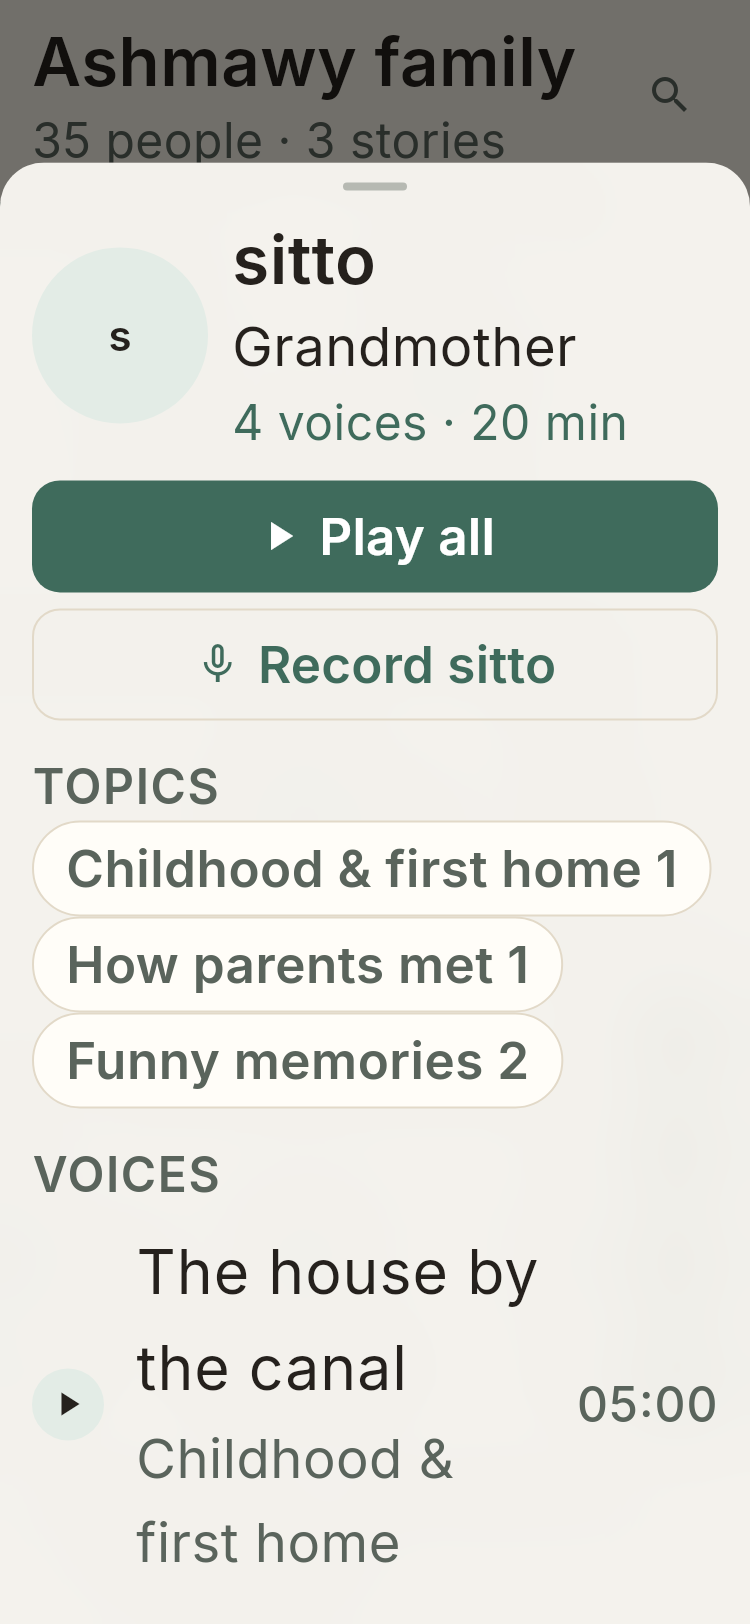 Ashmawy family
35 people · 3 stories
sitto
s
Grandmother
4 voices · 20 min
Play all
Record sitto
TOPICS
Childhood & first home 1
How parents met 1
Funny memories 2
VOICES
The house by
the canal
05:00
Childhood &
first home